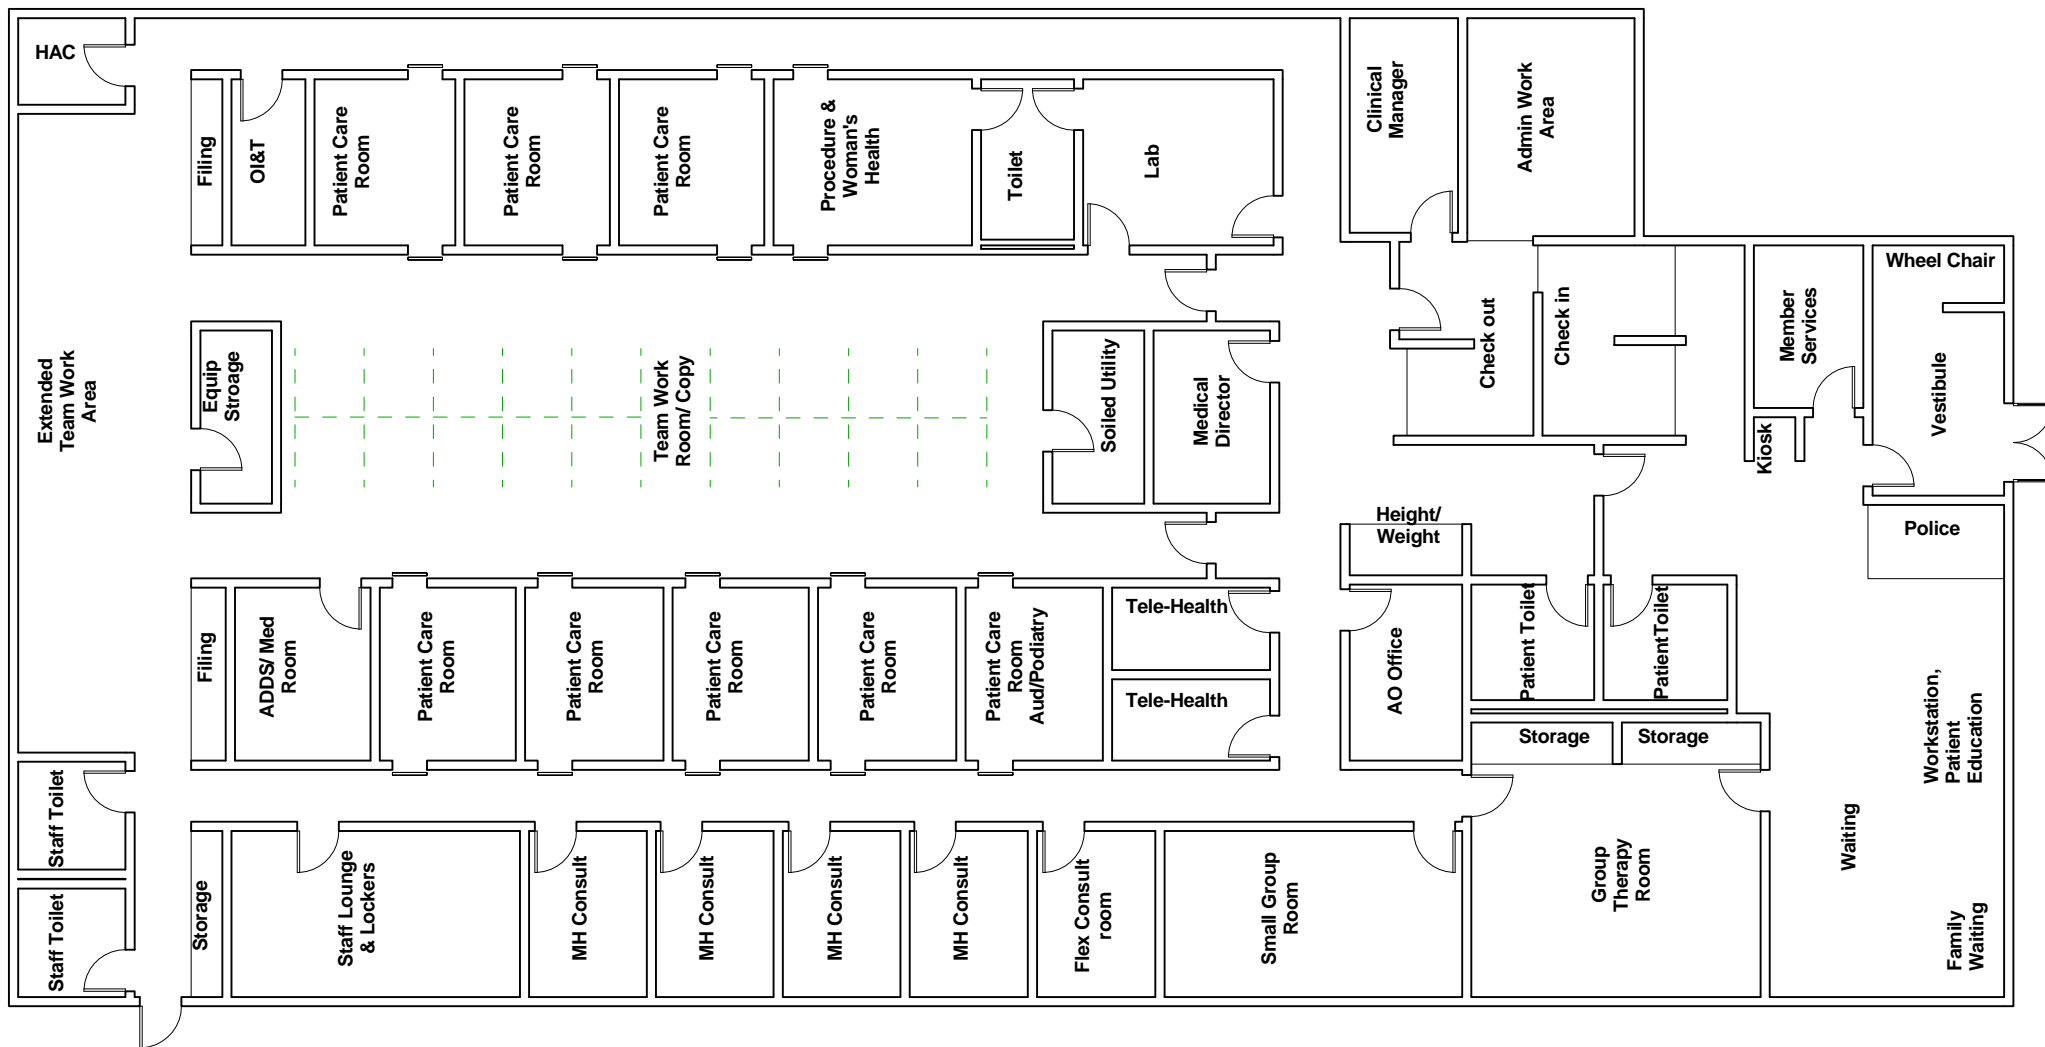 HAC
Filing
OI&T
Patient Care
Room
Patient Care
Room
Patient Care
Room
Procedure &
Woman's
Health
Toilet
Lab
Clinical
Manager
Admin Work
Area
Extended
Team Work
Area
Equip
Stroage
Team Work
Room/ Copy
Soiled Utility
Medical
Director
Check out
Check in
Member
Services
Wheel Chair
Vestibule
Kiosk
Height/
Weight
Police
Filing
ADDS/ Med
Room
Patient Care
Room
Patient Care
Room
Patient Care
Room
Patient Care
Room
Patient Care
Room
Aud/Podiatry
Tele-Health
Tele-Health
AO Office
Patient Toilet
PatientToilet
Storage
Storage
Workstation,
Patient
Education
Waiting
Family
Waiting
Staff Toilet
Staff Toilet
Storage
Staff Lounge
& Lockers
MH Consult
MH Consult
MH Consult
MH Consult
Flex Consult
room
Small Group
Room
Group
Therapy
Room